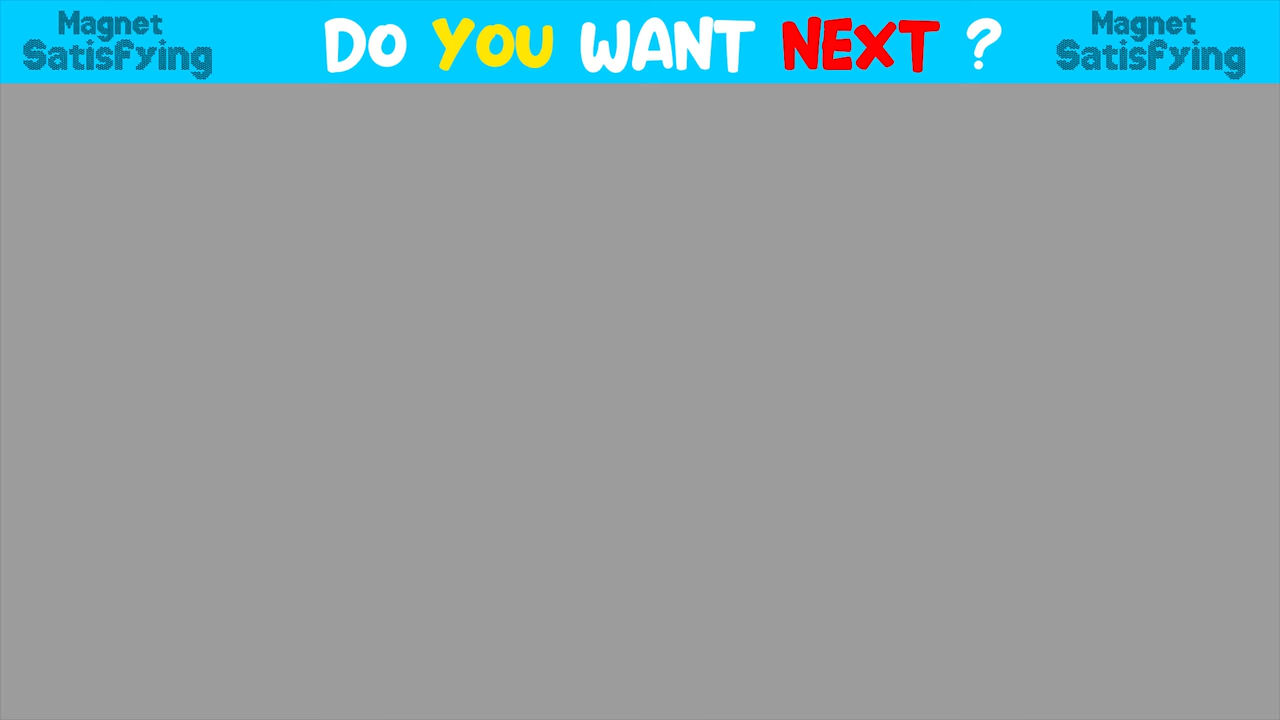 Magnet
Satisfying
DO YOU WANT NEXT ?
Magnet
Satisfying